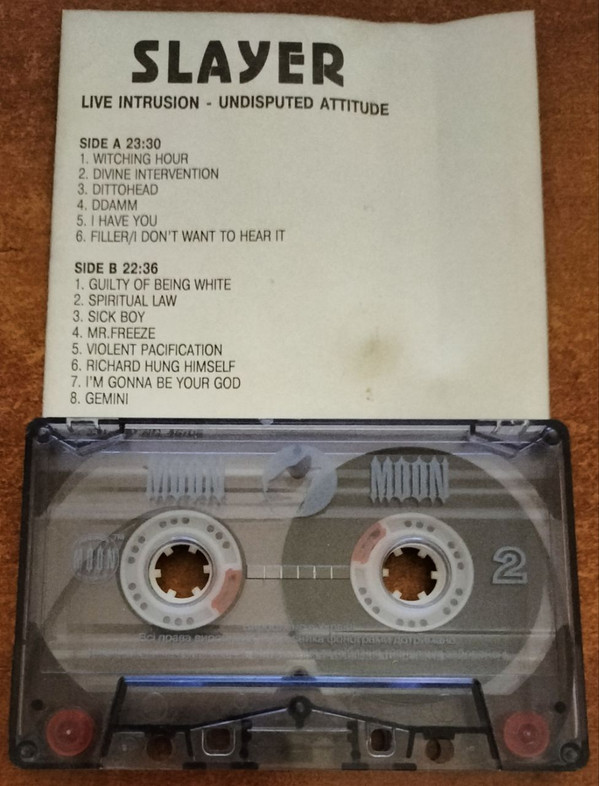 SLAYER
LIVE INTRUSION - UNDISPUTED ATTITUDE
SIDE A 23:30
1. WITCHING HOUR
2. DIVINE INTERVENTION
3. DITTOHEAD
4. DDAMM
5. I HAVE YOU
6. FILLER/I DON'T WANT TO HEAR IT
SIDE B 22:36
1. GUILTY OF BEING WHITE
2. SPIRITUAL LAW
3. SICK BOY
4. MR.FREEZE
5. VIOLENT PACIFICATION
6. RICHARD HUNG HIMSELF
7. I'M GONNA BE YOUR GOD
8. GEMINI
MOON MOON
MOON
2
Всі права